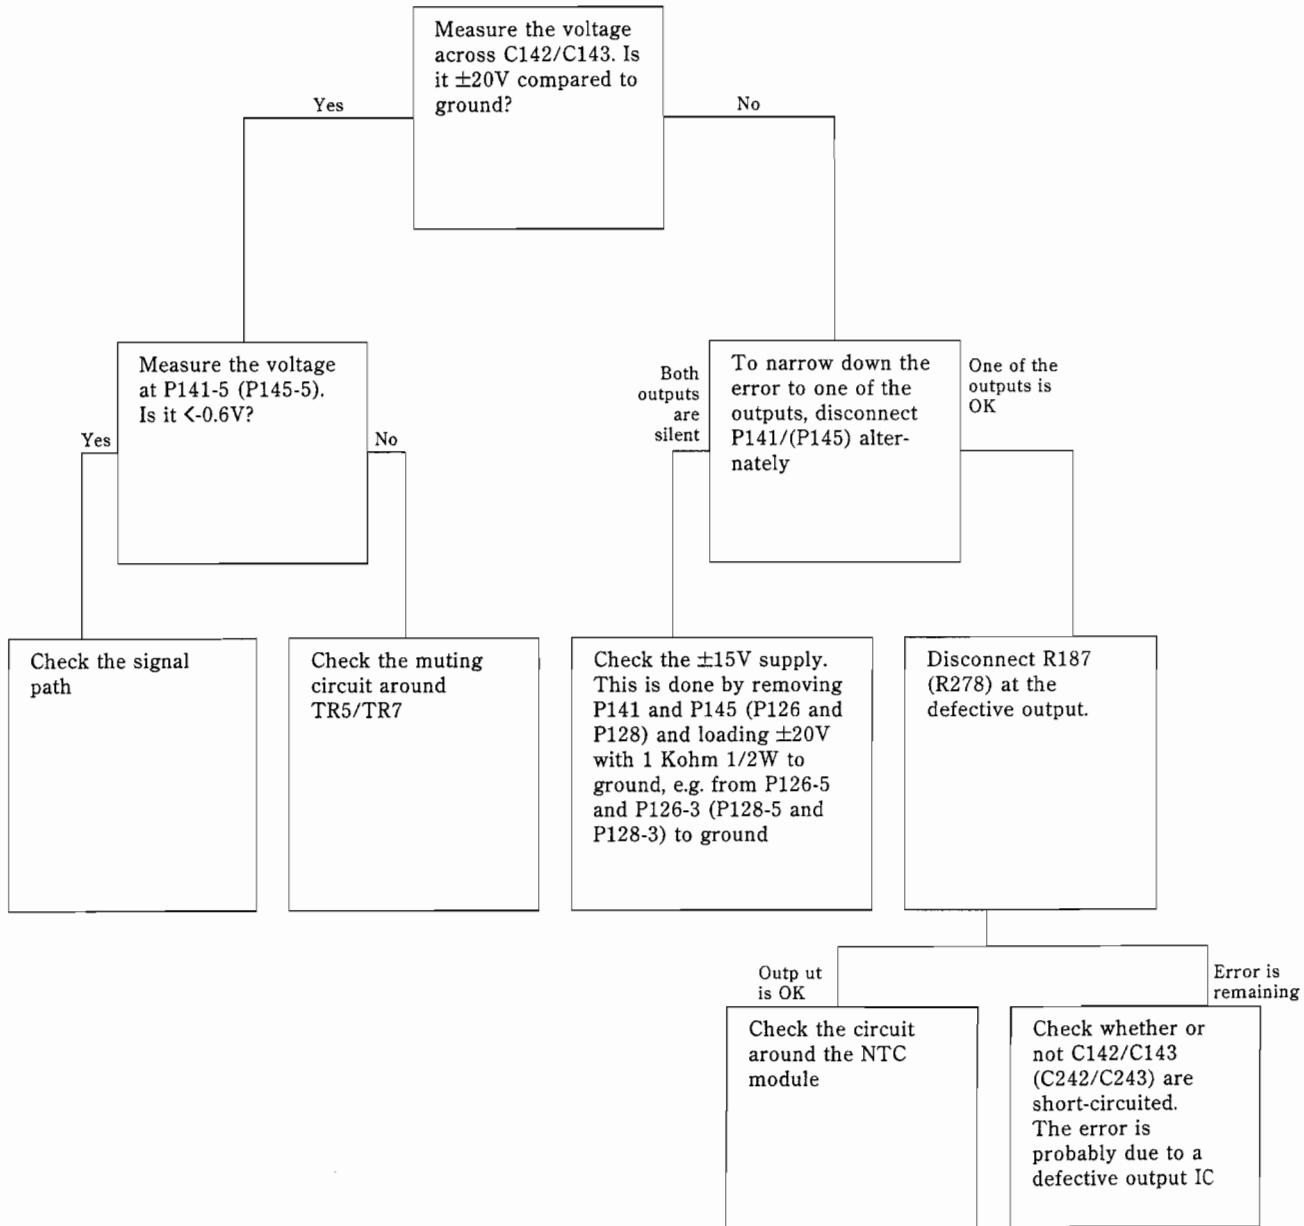 Measure the voltage
across C142/C143. Is
it ±20V compared to
ground?
Yes
No
Measure the voltage
at P141-5 (P145-5).
Is it <-0.6V?
Yes
No
Both
outputs
are
silent
To narrow down the
error to one of the
outputs, disconnect
P141/(P145) alter-
nately
One of the
outputs is
OK
Check the signal
path
Check the muting
circuit around
TR5/TR7
Check the ±15V supply.
This is done by removing
P141 and P145 (P126 and
P128) and loading ±20V
with 1 Kohm 1/2W to
ground, e.g. from P126-5
and P126-3 (P128-5 and
P128-3) to ground
Disconnect R187
(R278) at the
defective output.
Outp ut
is OK
Error is
remaining
Check the circuit
around the NTC
module
Check whether or
not C142/C143
(C242/C243) are
short-circuited.
The error is
probably due to a
defective output IC